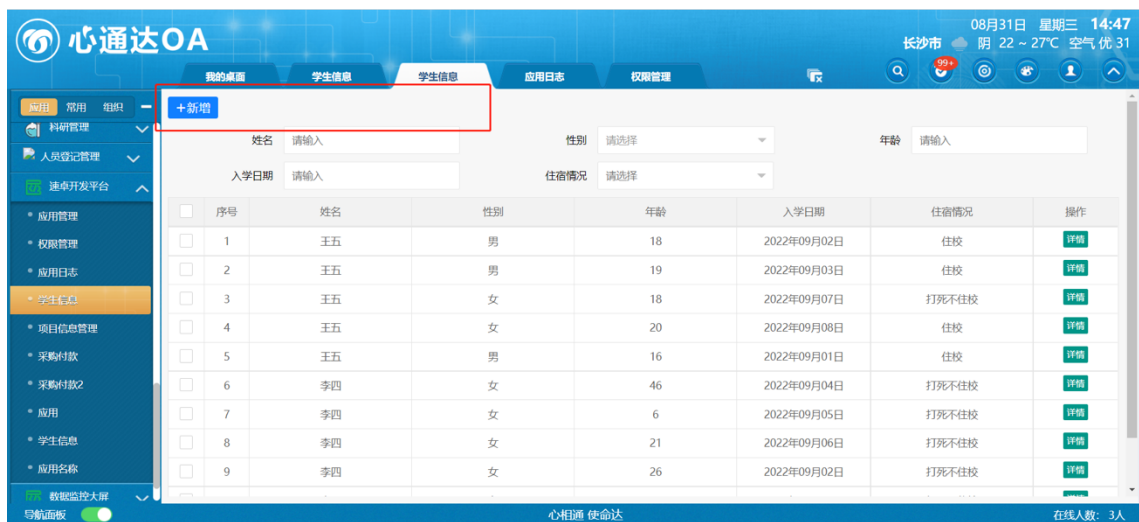 心通达OA
08月31日 星期三 14:47
长沙市 阴 22 ~ 27℃ 空气 优 31
我的桌面 学生信息 学生信息 应用日志 权限管理
99+
应用 常用 组织
科研管理
人员登记管理
速卓开发平台
应用管理
权限管理
应用日志
学生信息
项目信息管理
采购付款
采购付款2
应用
学生信息
应用名称
数据监控大屏
导航面板
+新增
姓名 请输入 性别 请选择 年龄 请输入
入学日期 请输入 住宿情况 请选择
序号 姓名 性别 年龄 入学日期 住宿情况 操作
1 王五 男 18 2022年09月02日 住校 详情
2 王五 男 19 2022年09月03日 住校 详情
3 王五 女 18 2022年09月07日 打死不住校 详情
4 王五 女 20 2022年09月08日 住校 详情
5 王五 男 16 2022年09月01日 住校 详情
6 李四 女 46 2022年09月04日 打死不住校 详情
7 李四 女 6 2022年09月05日 打死不住校 详情
8 李四 女 21 2022年09月06日 打死不住校 详情
9 李四 女 26 2022年09月02日 打死不住校 详情
心相通 使命达
在线人数: 3人